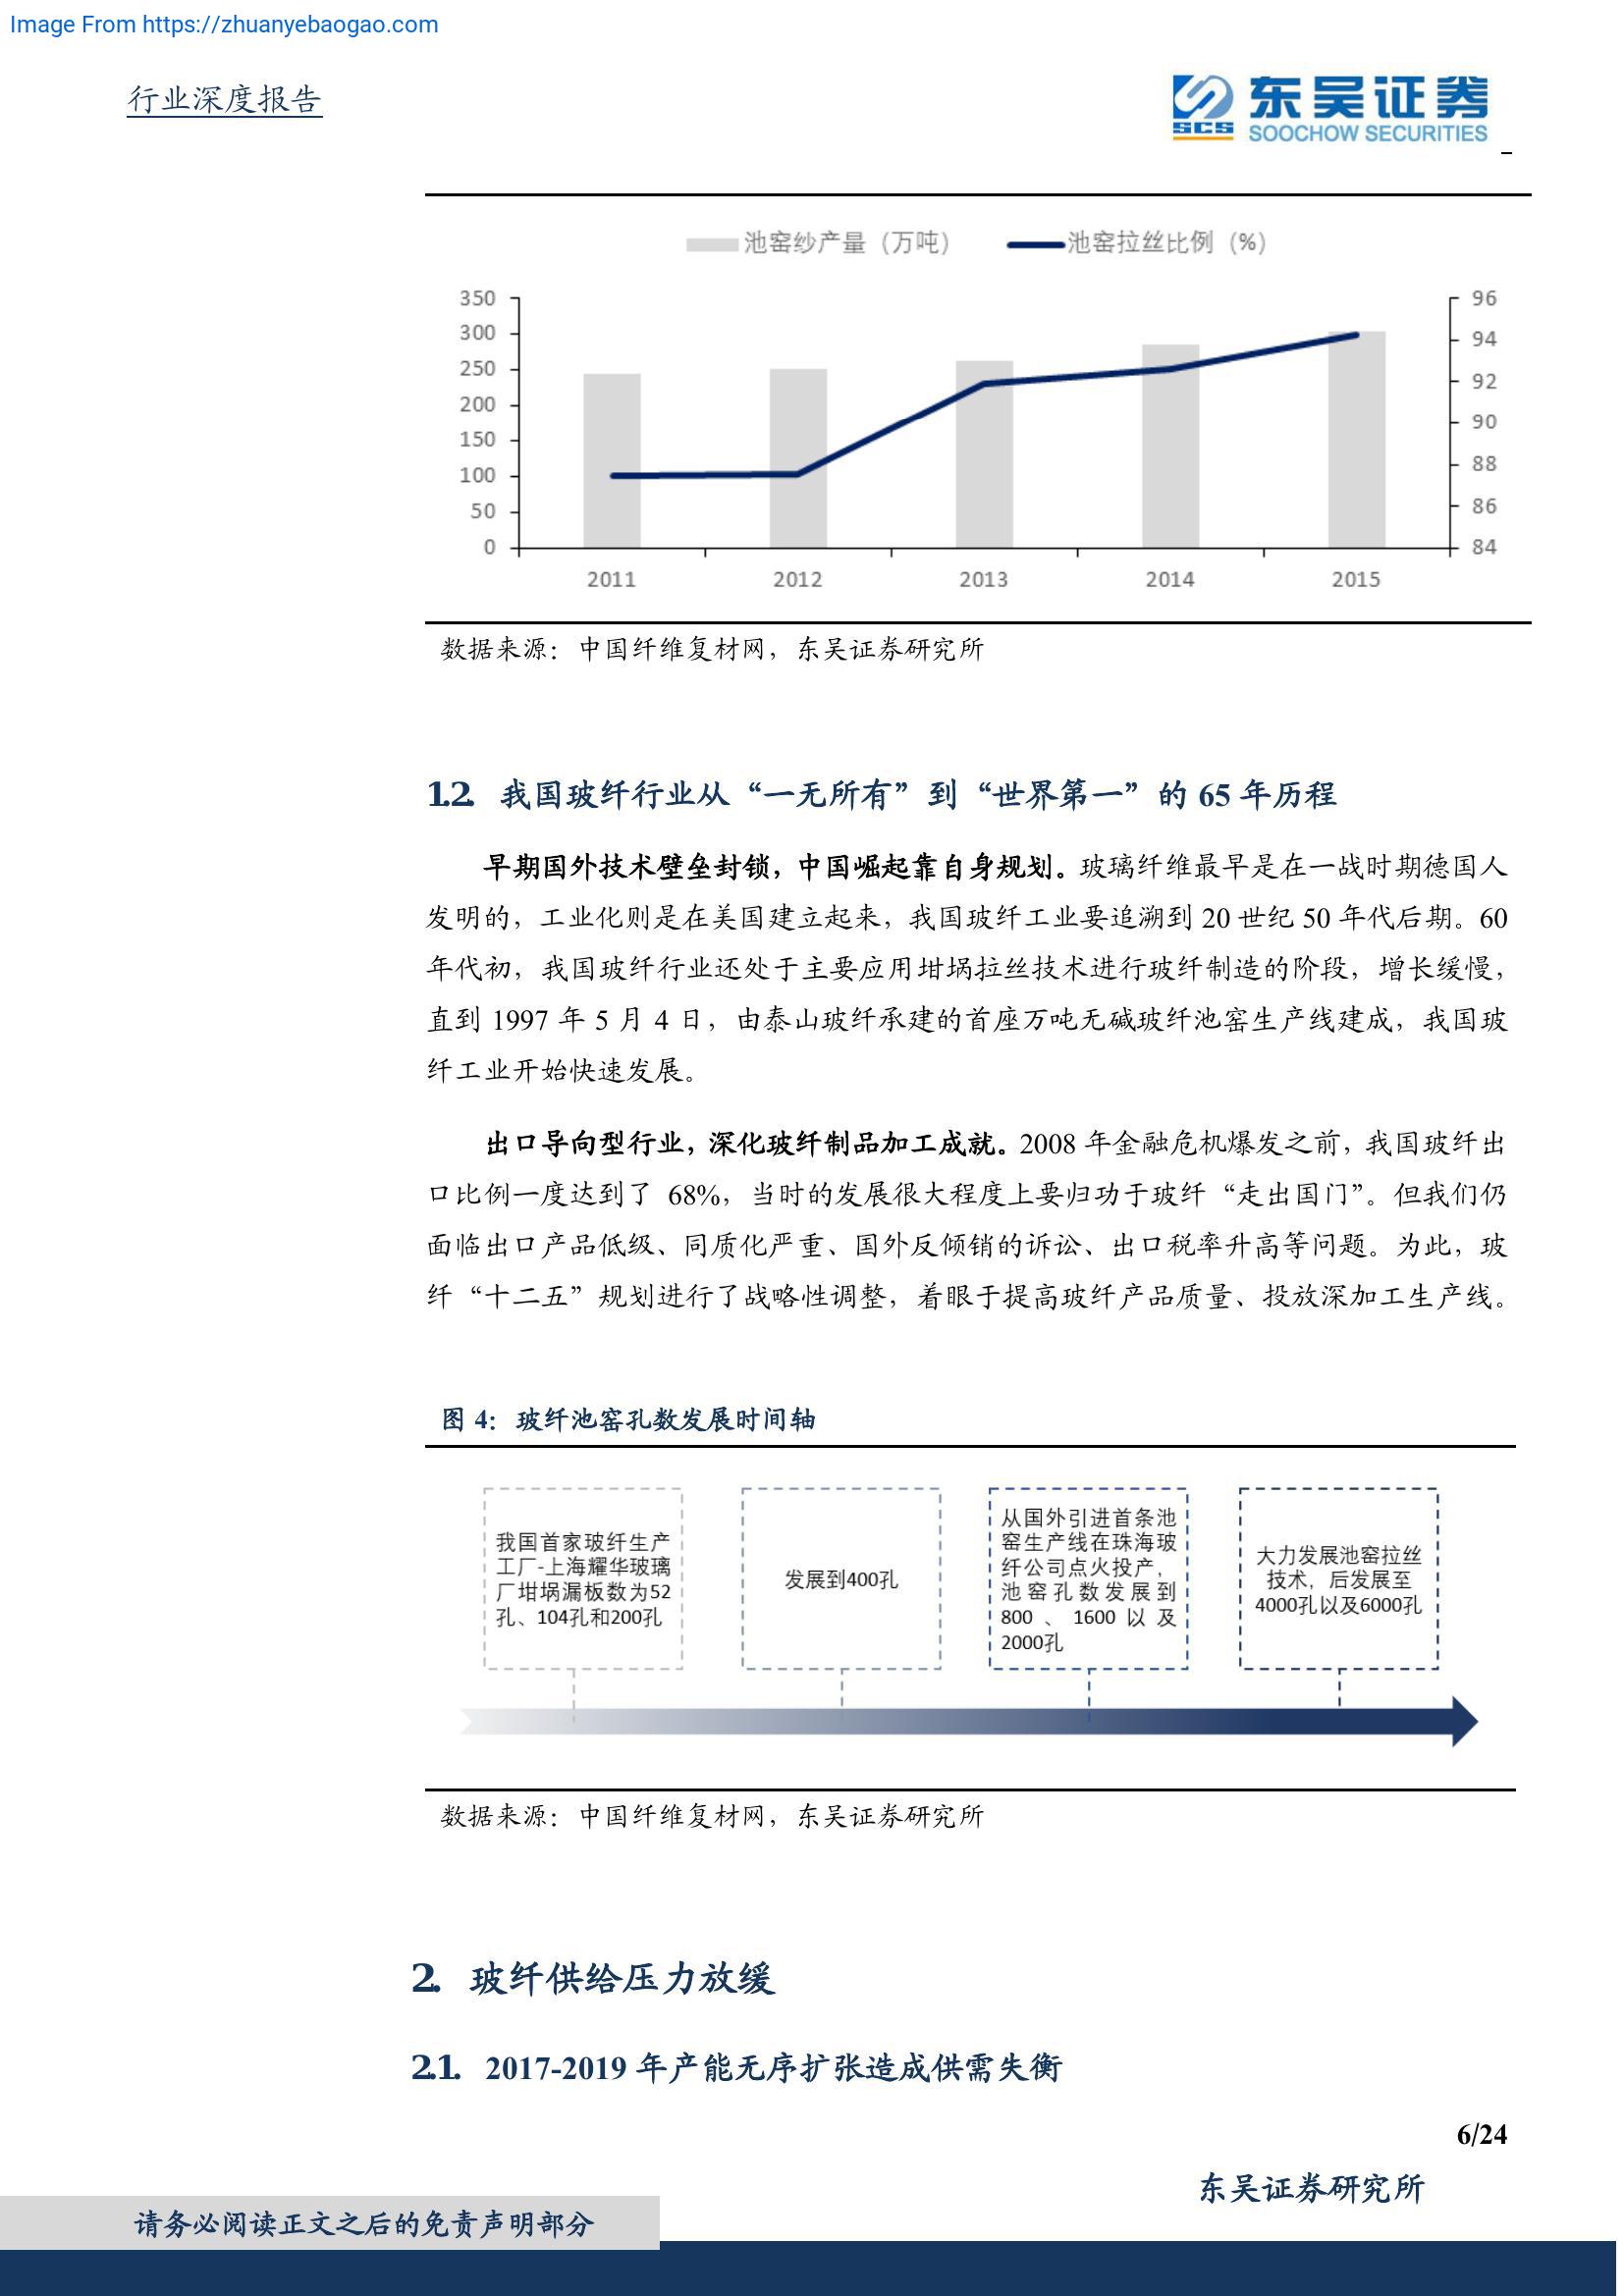 Image From https://zhuanyebaogao.com
行业深度报告
SCS 东吴证券
SOOCHOW SECURITIES
池窑纱产量（万吨） 池窑拉丝比例（%）
350 96
300 94
250 92
200 90
150 88
100 86
50 84
0
2011 2012 2013 2014 2015
数据来源：中国纤维复材网，东吴证券研究所
1.2. 我国玻纤行业从“一无所有”到“世界第一”的 65 年历程
早期国外技术壁垒封锁，中国崛起靠自身规划。玻璃纤维最早是在一战时期德国人
发明的，工业化则是在美国建立起来，我国玻纤工业要追溯到 20 世纪 50 年代后期。60
年代初，我国玻纤行业还处于主要应用坩埚拉丝技术进行玻纤制造的阶段，增长缓慢，
直到 1997 年 5 月 4 日，由泰山玻纤承建的首座万吨无碱玻纤池窑生产线建成，我国玻
纤工业开始快速发展。
出口导向型行业，深化玻纤制品加工成就。2008 年金融危机爆发之前，我国玻纤出
口比例一度达到了 68%，当时的发展很大程度上要归功于玻纤“走出国门”。但我们仍
面临出口产品低级、同质化严重、国外反倾销的诉讼、出口税率升高等问题。为此，玻
纤“十二五”规划进行了战略性调整，着眼于提高玻纤产品质量、投放深加工生产线。
图 4：玻纤池窑孔数发展时间轴
我国首家玻纤生产
工厂-上海耀华玻璃
厂坩埚漏板数为52
孔、104孔和200孔
发展到400孔
从国外引进首条池
窑生产线在珠海玻
纤公司点火投产，
池窑孔数发展到
800、1600以及
2000孔
大力发展池窑拉丝
技术，后发展至
4000孔以及6000孔
数据来源：中国纤维复材网，东吴证券研究所
2. 玻纤供给压力放缓
2.1. 2017-2019 年产能无序扩张造成供需失衡
6/24
东吴证券研究所
请务必阅读正文之后的免责声明部分